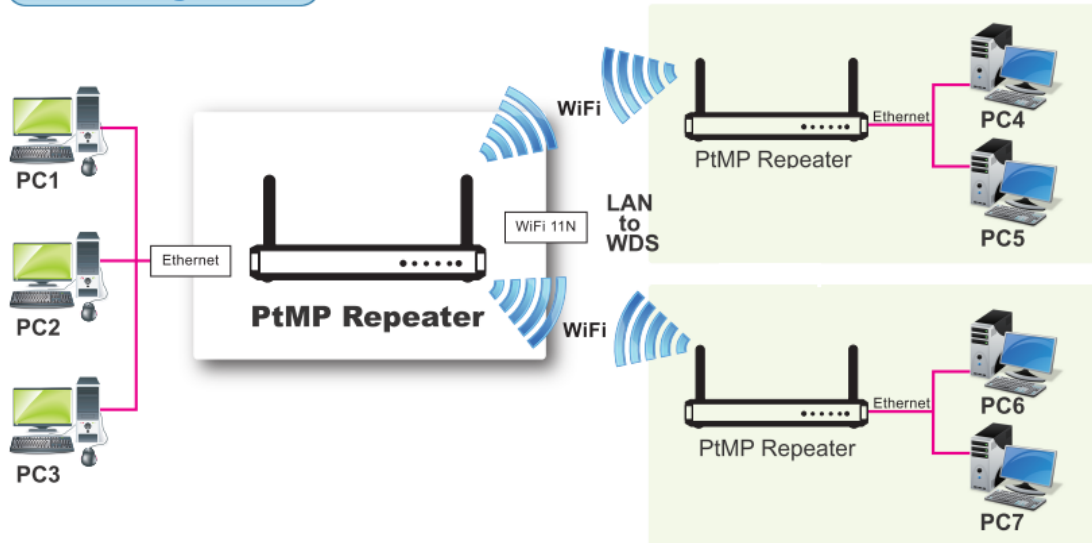 PC1
PC2
PC3
Ethernet
PtMP Repeater
WiFi
WiFi 11N
WiFi
LAN
to
WDS
PtMP Repeater
Ethernet
PC4
PC5
PtMP Repeater
Ethernet
PC6
PC7